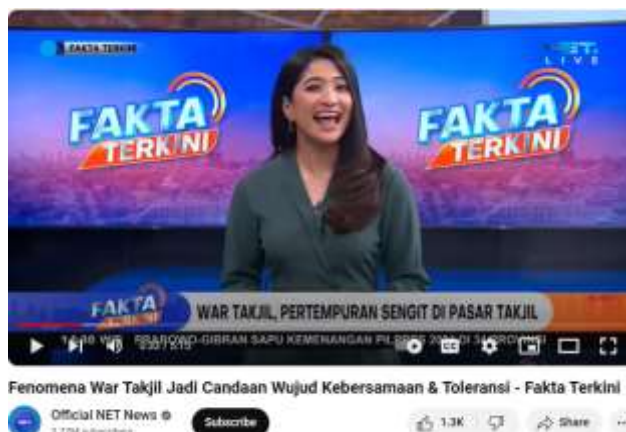 FAKTA TERKINI
NET.
LIVE
FAKTA
TERKINI
FAKTA
TERKINI
FAKTA
TERKINI
WAR TAKJIL, PERTEMPURAN SENGIT DI PASAR TAKJIL
WIB PRABOWO-GIBRAN SAPU KEMENANGAN
Fenomena War Takjil Jadi Candaan Wujud Kebersamaan & Toleransi - Fakta Terkini
Official NET News
Subscribe
1.3K
Share